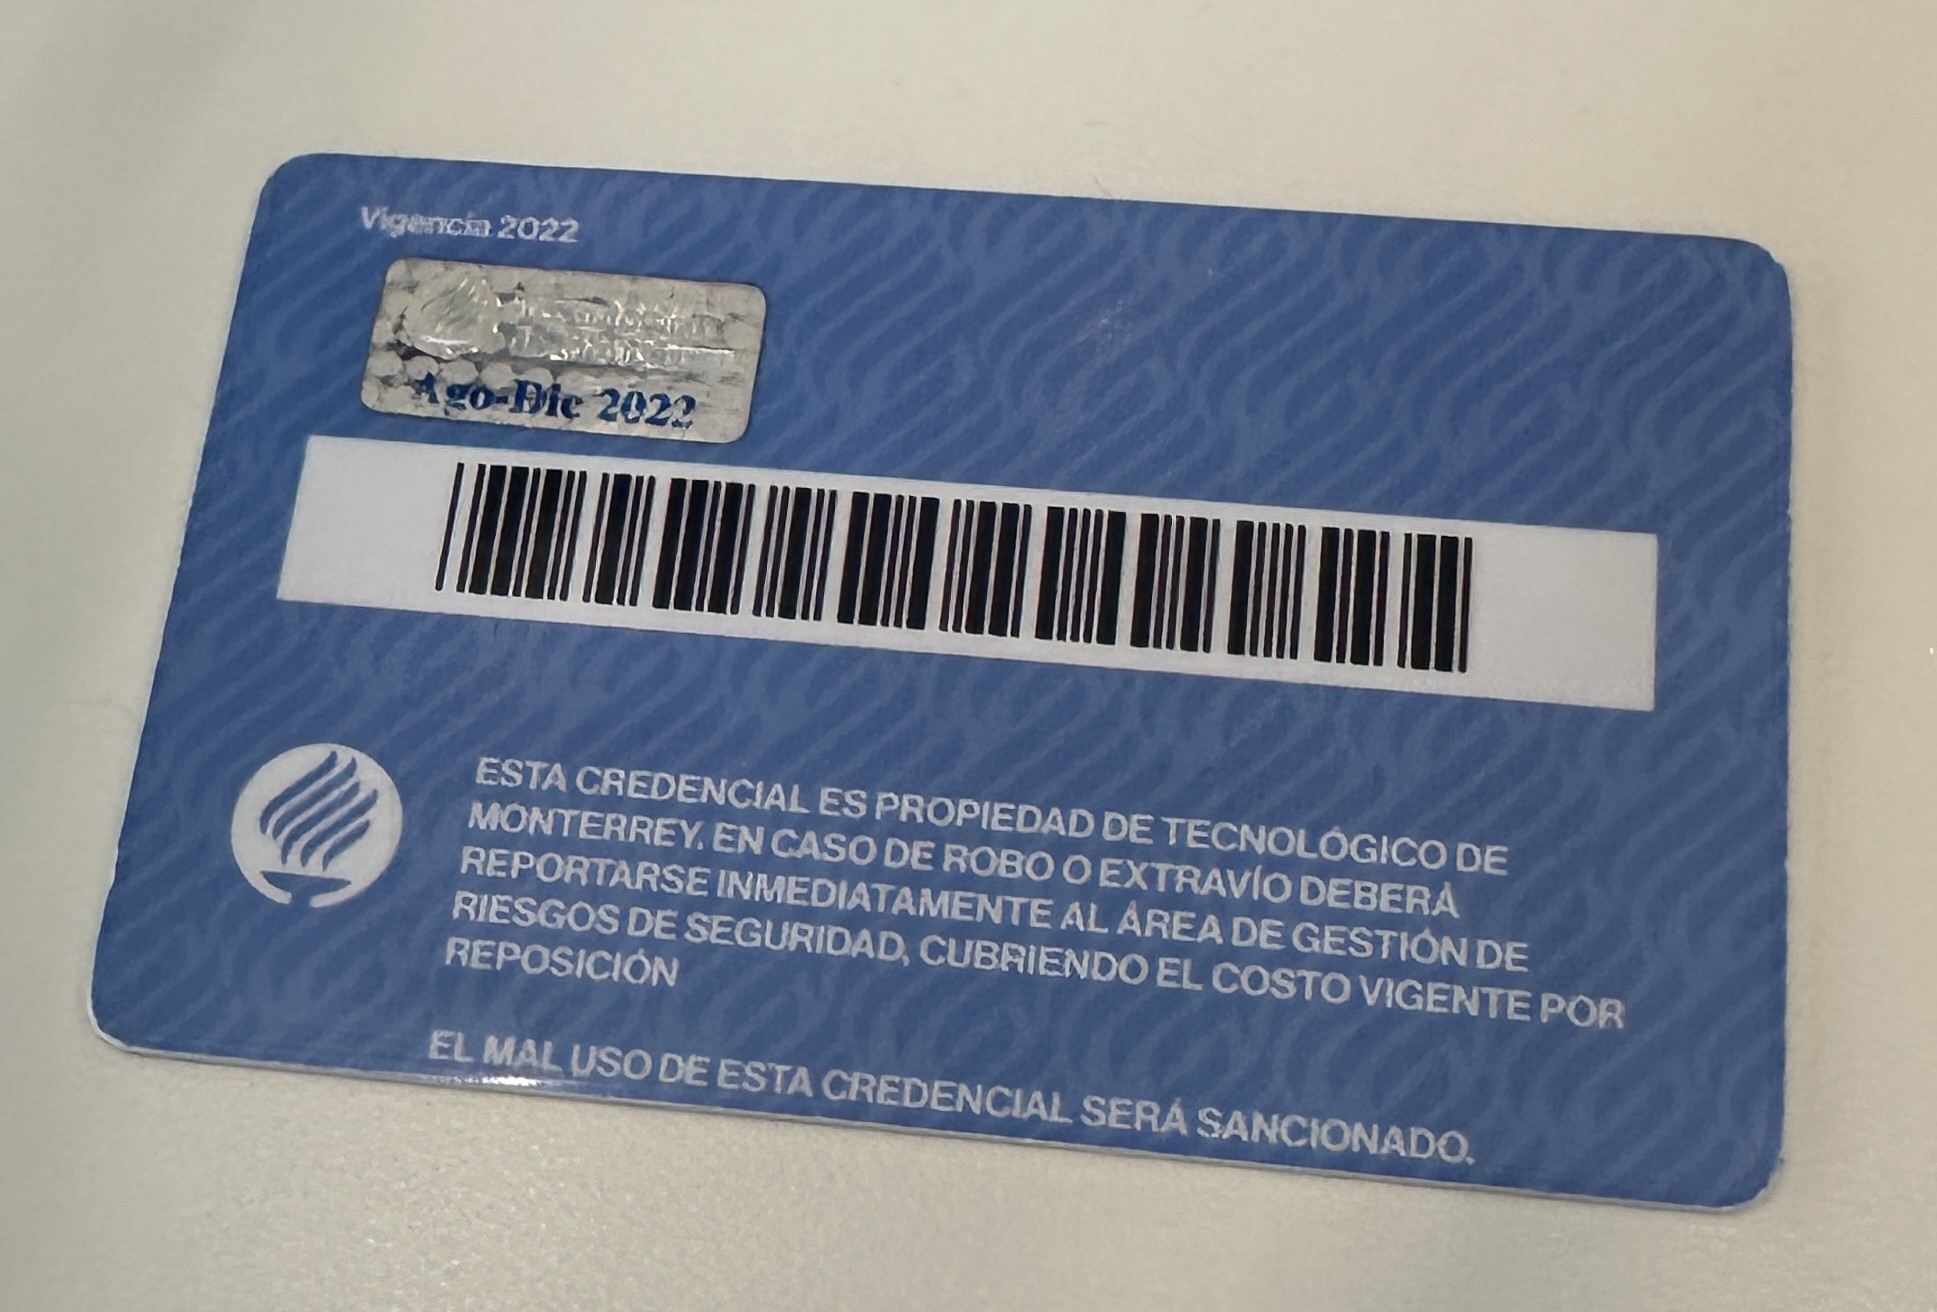 Vigencia 2022
Ago-Dic 2022
ESTA CREDENCIAL ES PROPIEDAD DE TECNOLÓGICO DE
MONTERREY. EN CASO DE ROBO O EXTRAVÍO DEBERÁ
REPORTARSE INMEDIATAMENTE AL ÁREA DE GESTIÓN DE
RIESGOS DE SEGURIDAD, CUBRIENDO EL COSTO VIGENTE POR
REPOSICIÓN
EL MAL USO DE ESTA CREDENCIAL SERÁ SANCIONADO.